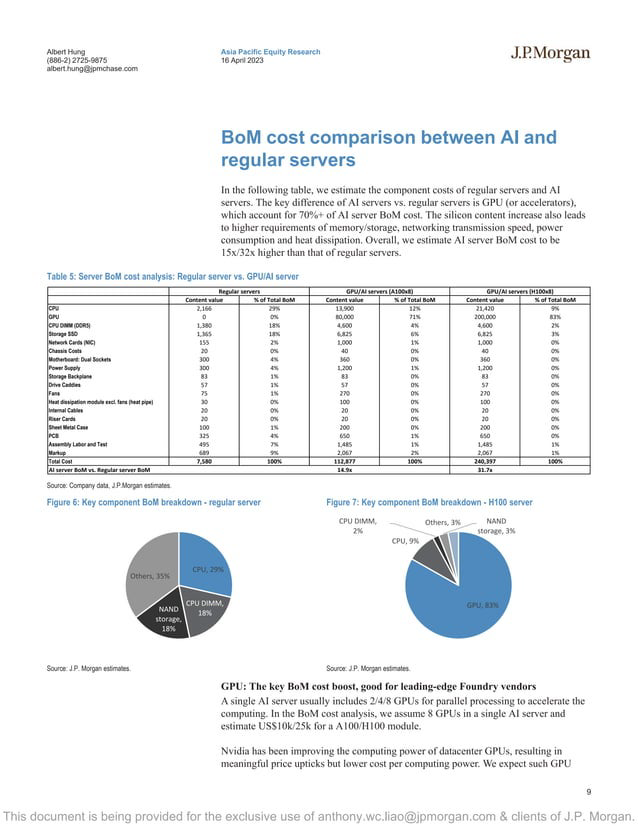 Albert Hung
(886-2) 2725-9875
albert.hung@jpmchase.com
Asia Pacific Equity Research
16 April 2023
J.P.Morgan
BoM cost comparison between AI and
regular servers
In the following table, we estimate the component costs of regular servers and AI
servers. The key difference of AI servers vs. regular servers is GPU (or accelerators),
which account for 70%+ of AI server BoM cost. The silicon content increase also leads
to higher requirements of memory/storage, networking transmission speed, power
consumption and heat dissipation. Overall, we estimate AI server BoM cost to be
15x/32x higher than that of regular servers.
Table 5: Server BoM cost analysis: Regular server vs. GPU/AI server
Regular servers GPU/AI servers (A100x8) GPU/AI servers (H100x8)
Content value % of Total BoM Content value % of Total BoM Content value % of Total BoM
CPU 2,166 29% 13,900 12% 21,420 9%
GPU 0 0% 80,000 71% 200,000 83%
CPU DIMM (DDR5) 1,380 18% 4,600 4% 4,600 2%
Storage SSD 1,365 18% 6,825 6% 6,825 3%
Network Cards (NIC) 155 2% 1,000 1% 1,000 0%
Chassis Costs 20 0% 40 0% 40 0%
Motherboard: Dual Sockets 300 4% 360 0% 360 0%
Power Supply 300 4% 1,200 1% 1,200 0%
Storage Backplane 83 1% 83 0% 83 0%
Drive Caddies 57 1% 57 0% 57 0%
Fans 75 1% 270 0% 270 0%
Heat dissipation module excl. fans (heat pipe) 30 0% 100 0% 100 0%
Internal Cables 20 0% 20 0% 20 0%
Riser Cards 20 0% 20 0% 20 0%
Sheet Metal Case 100 1% 200 0% 200 0%
PCB 325 4% 650 1% 650 0%
Assembly Labor and Test 495 7% 1,485 1% 1,485 1%
Markup 689 9% 2,067 2% 2,067 1%
Total Cost 7,580 100% 112,877 100% 240,397 100%
AI server BoM vs. Regular server BoM 14.9x 31.7x
Source: Company data, J.P.Morgan estimates.
Figure 6: Key component BoM breakdown - regular server
CPU, 29%
CPU DIMM,
18%
NAND
storage,
18%
Others, 35%
Source: J.P. Morgan estimates.
Figure 7: Key component BoM breakdown - H100 server
CPU DIMM,
2%
Others, 3%
NAND
storage, 3%
CPU, 9%
GPU, 83%
Source: J.P. Morgan estimates.
GPU: The key BoM cost boost, good for leading-edge Foundry vendors
A single AI server usually includes 2/4/8 GPUs for parallel processing to accelerate the
computing. In the BoM cost analysis, we assume 8 GPUs in a single AI server and
estimate US$10k/25k for a A100/H100 module.
Nvidia has been improving the computing power of datacenter GPUs, resulting in
meaningful price upticks but lower cost per computing power. We expect such GPU
9
This document is being provided for the exclusive use of anthony.wc.liao@jpmorgan.com & clients of J.P. Morgan.